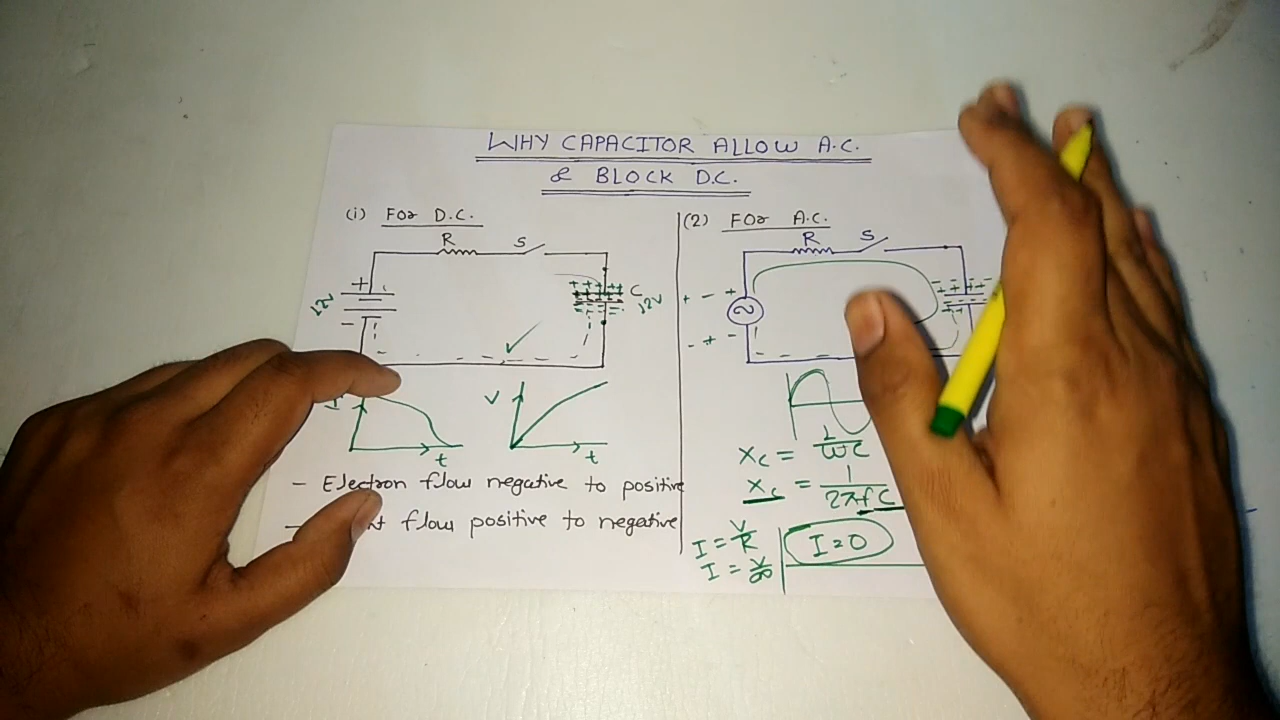 WHY CAPACITOR ALLOW A.C.
& BLOCK D.C.
(i) FOR D.C.
R S
+
12V
-
C
12V
I
t
V
t
- Electron flow negative to positive
- flow positive to negative
(2) FOR A.C.
R S
+ - +
- + -
Xc = 1/ωC
Xc = 1/2πfC
I = V/R
I = V/∞
I = 0